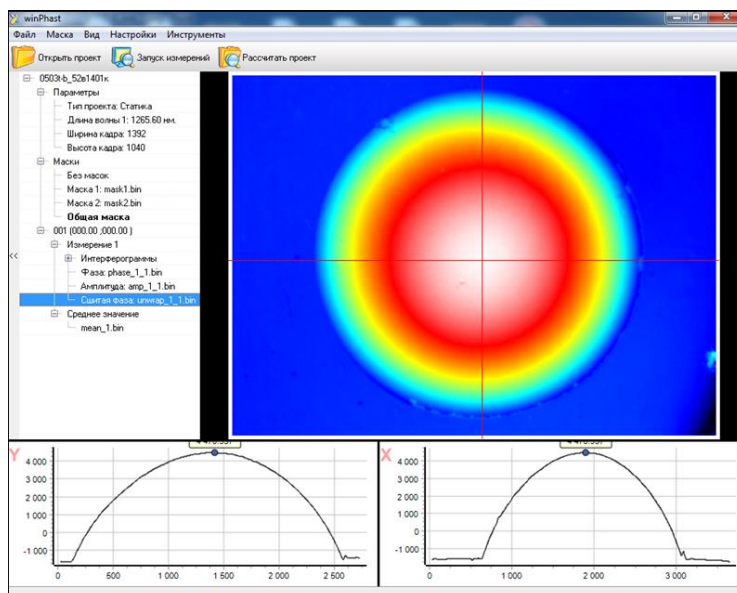 winPhast
Файл Маска Вид Настройки Инструменты
Открыть проект Запуск измерений Рассчитать проект
0503t-b_52в1401к
Параметры
Тип проекта: Статика
Длина волны 1: 1265.60 нм.
Ширина кадра: 1392
Высота кадра: 1040
Маски
Без масок
Маска 1: mask1.bin
Маска 2: mask2.bin
Общая маска
001 (000.00 ;000.00 )
Измерение 1
Интерферограммы
Фаза: phase_1_1.bin
Амплитуда: amp_1_1.bin
Сшитая Фаза: unwrap_1_1.bin
Среднее значение
mean_1.bin
<<
Y
4 000
3 000
2 000
1 000
0
-1 000
0 500 1 000 1 500 2 000 2 500
X
4 000
3 000
2 000
1 000
0
-1 000
0 1 000 2 000 3 000